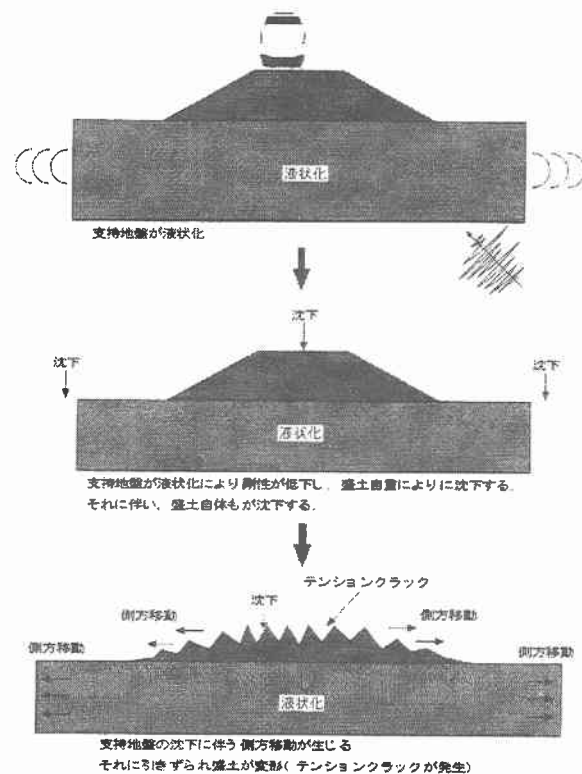 液状化
支持地盤が液状化
沈下
沈下
沈下
液状化
支持地盤が液状化により剛性が低下し、盛土自重によりに沈下する.
それに伴い、盛土自体もが沈下する.
テンションクラック
沈下
側方移動
側方移動
側方移動
側方移動
液状化
支持地盤の沈下に伴う側方移動が生じる
それに引きずられ盛土が変形(テンションクラックが発生)